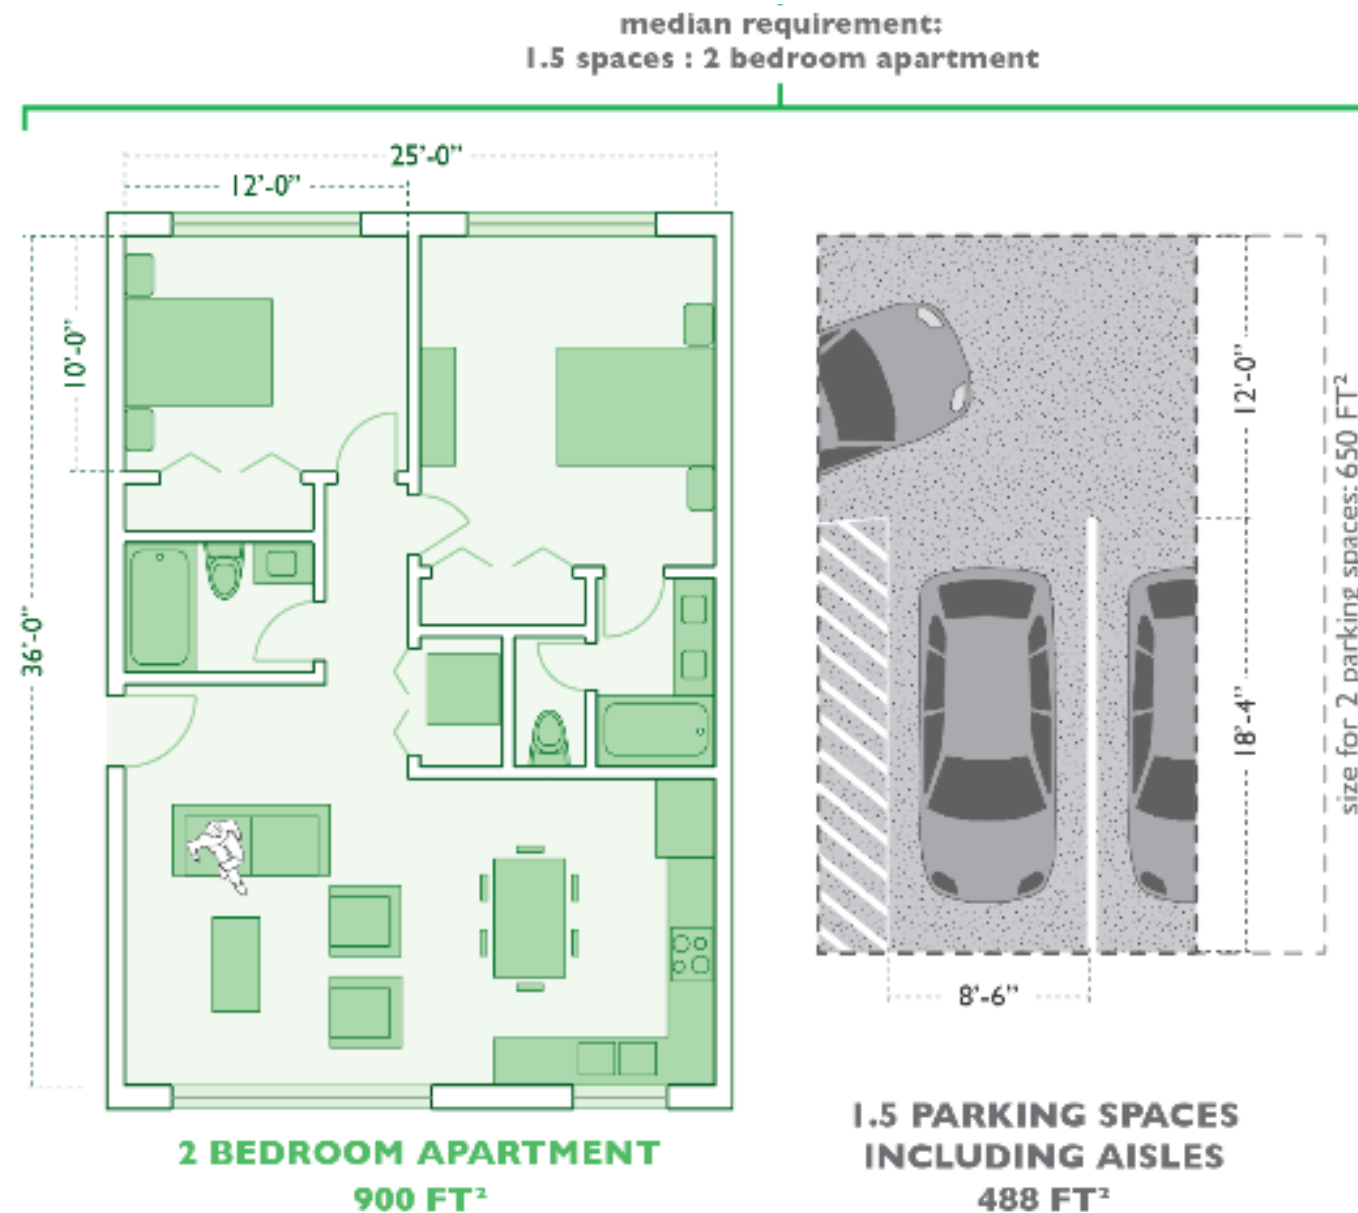 median requirement:
1.5 spaces : 2 bedroom apartment
25'-0"
12'-0"
10'-0"
36'-0"
12'-0"
18'-4"
size for 2 parking spaces: 650 FT²
8'-6"
2 BEDROOM APARTMENT
900 FT²
1.5 PARKING SPACES
INCLUDING AISLES
488 FT²